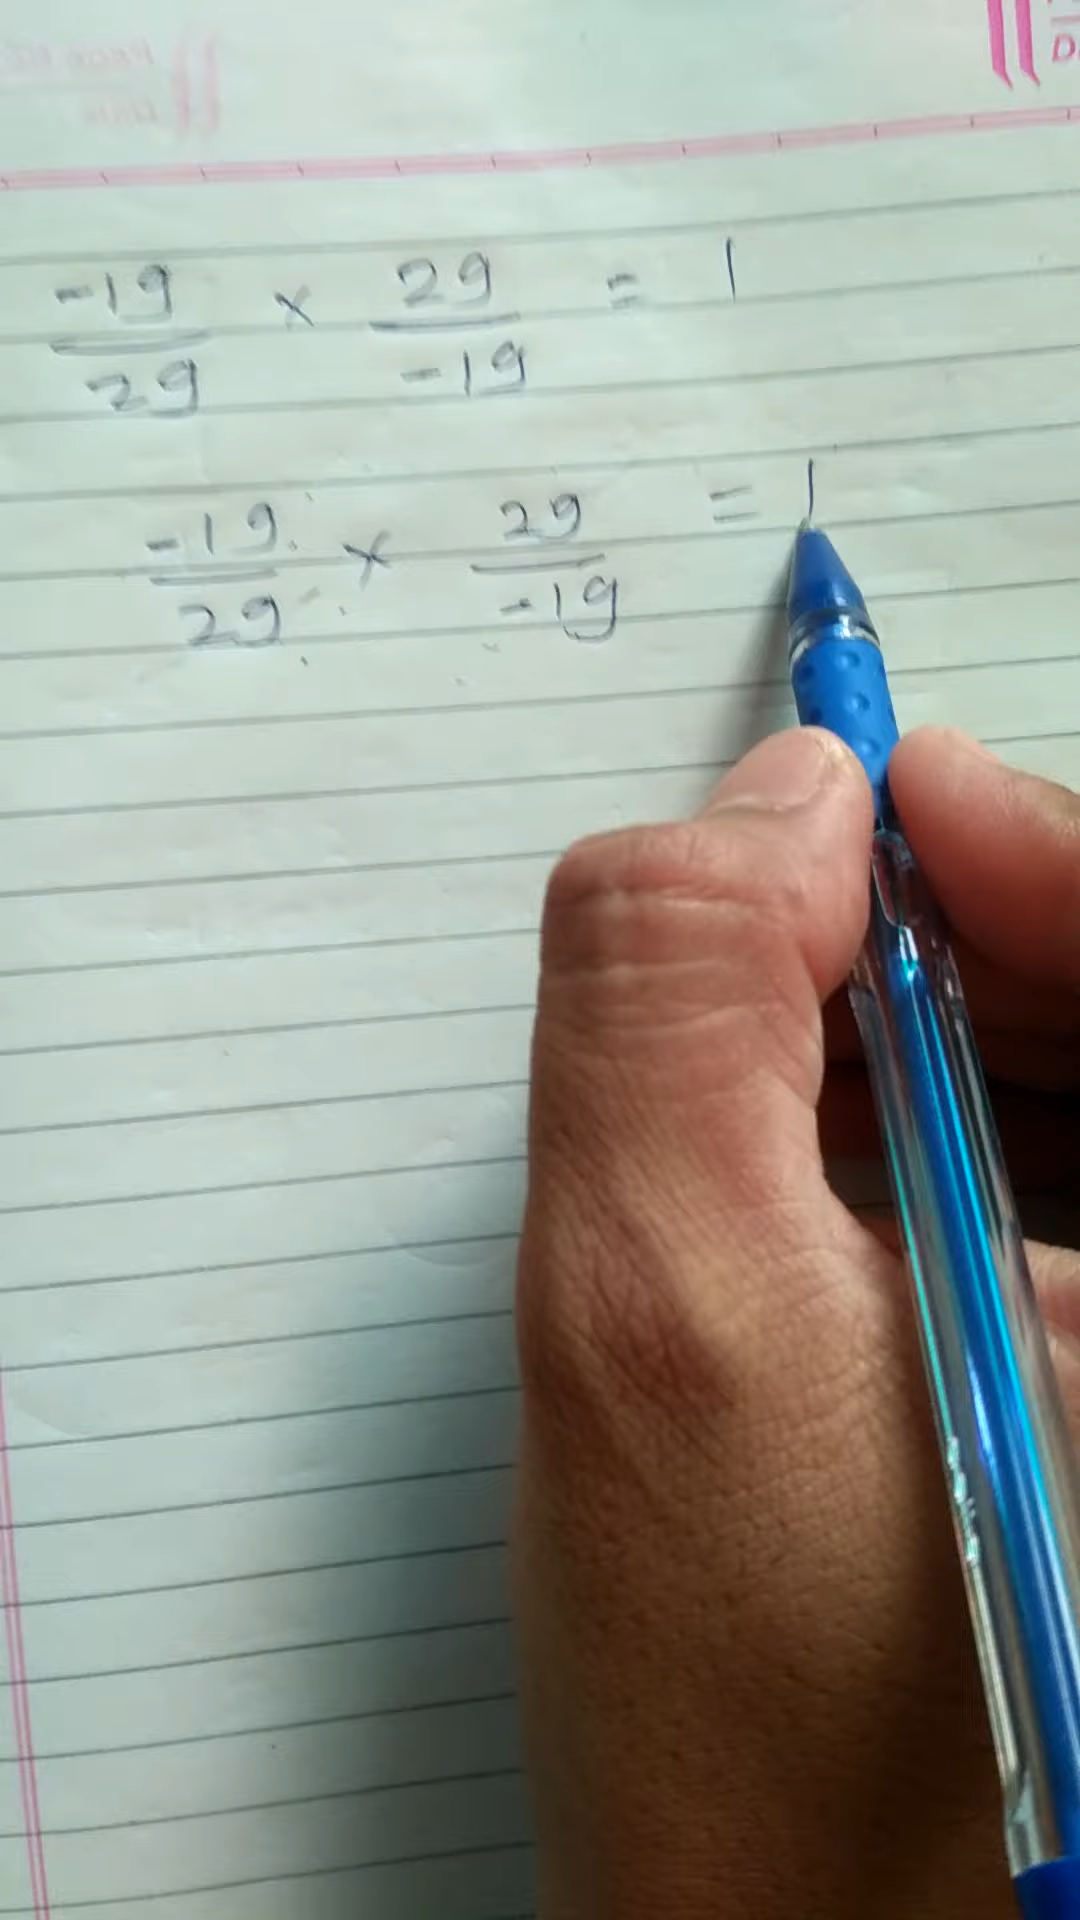 -19/29 × 29/-19 = 1
-19/29 × 29/-19 = 1